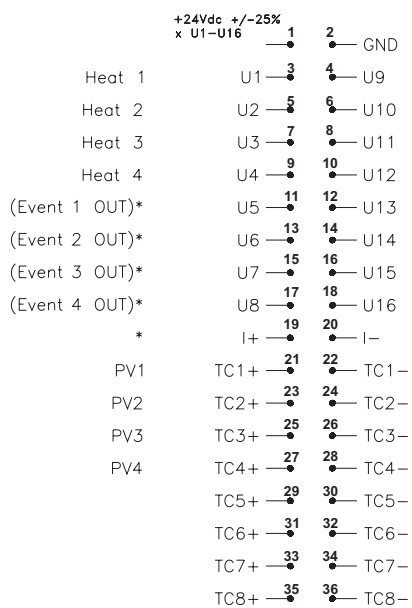 +24Vdc +/-25%
x U1-U16
1 2 GND
Heat 1 U1 3 4 U9
Heat 2 U2 5 6 U10
Heat 3 U3 7 8 U11
Heat 4 U4 9 10 U12
(Event 1 OUT)* U5 11 12 U13
(Event 2 OUT)* U6 13 14 U14
(Event 3 OUT)* U7 15 16 U15
(Event 4 OUT)* U8 17 18 U16
* I+ 19 20 I-
PV1 TC1+ 21 22 TC1-
PV2 TC2+ 23 24 TC2-
PV3 TC3+ 25 26 TC3-
PV4 TC4+ 27 28 TC4-
TC5+ 29 30 TC5-
TC6+ 31 32 TC6-
TC7+ 33 34 TC7-
TC8+ 35 36 TC8-